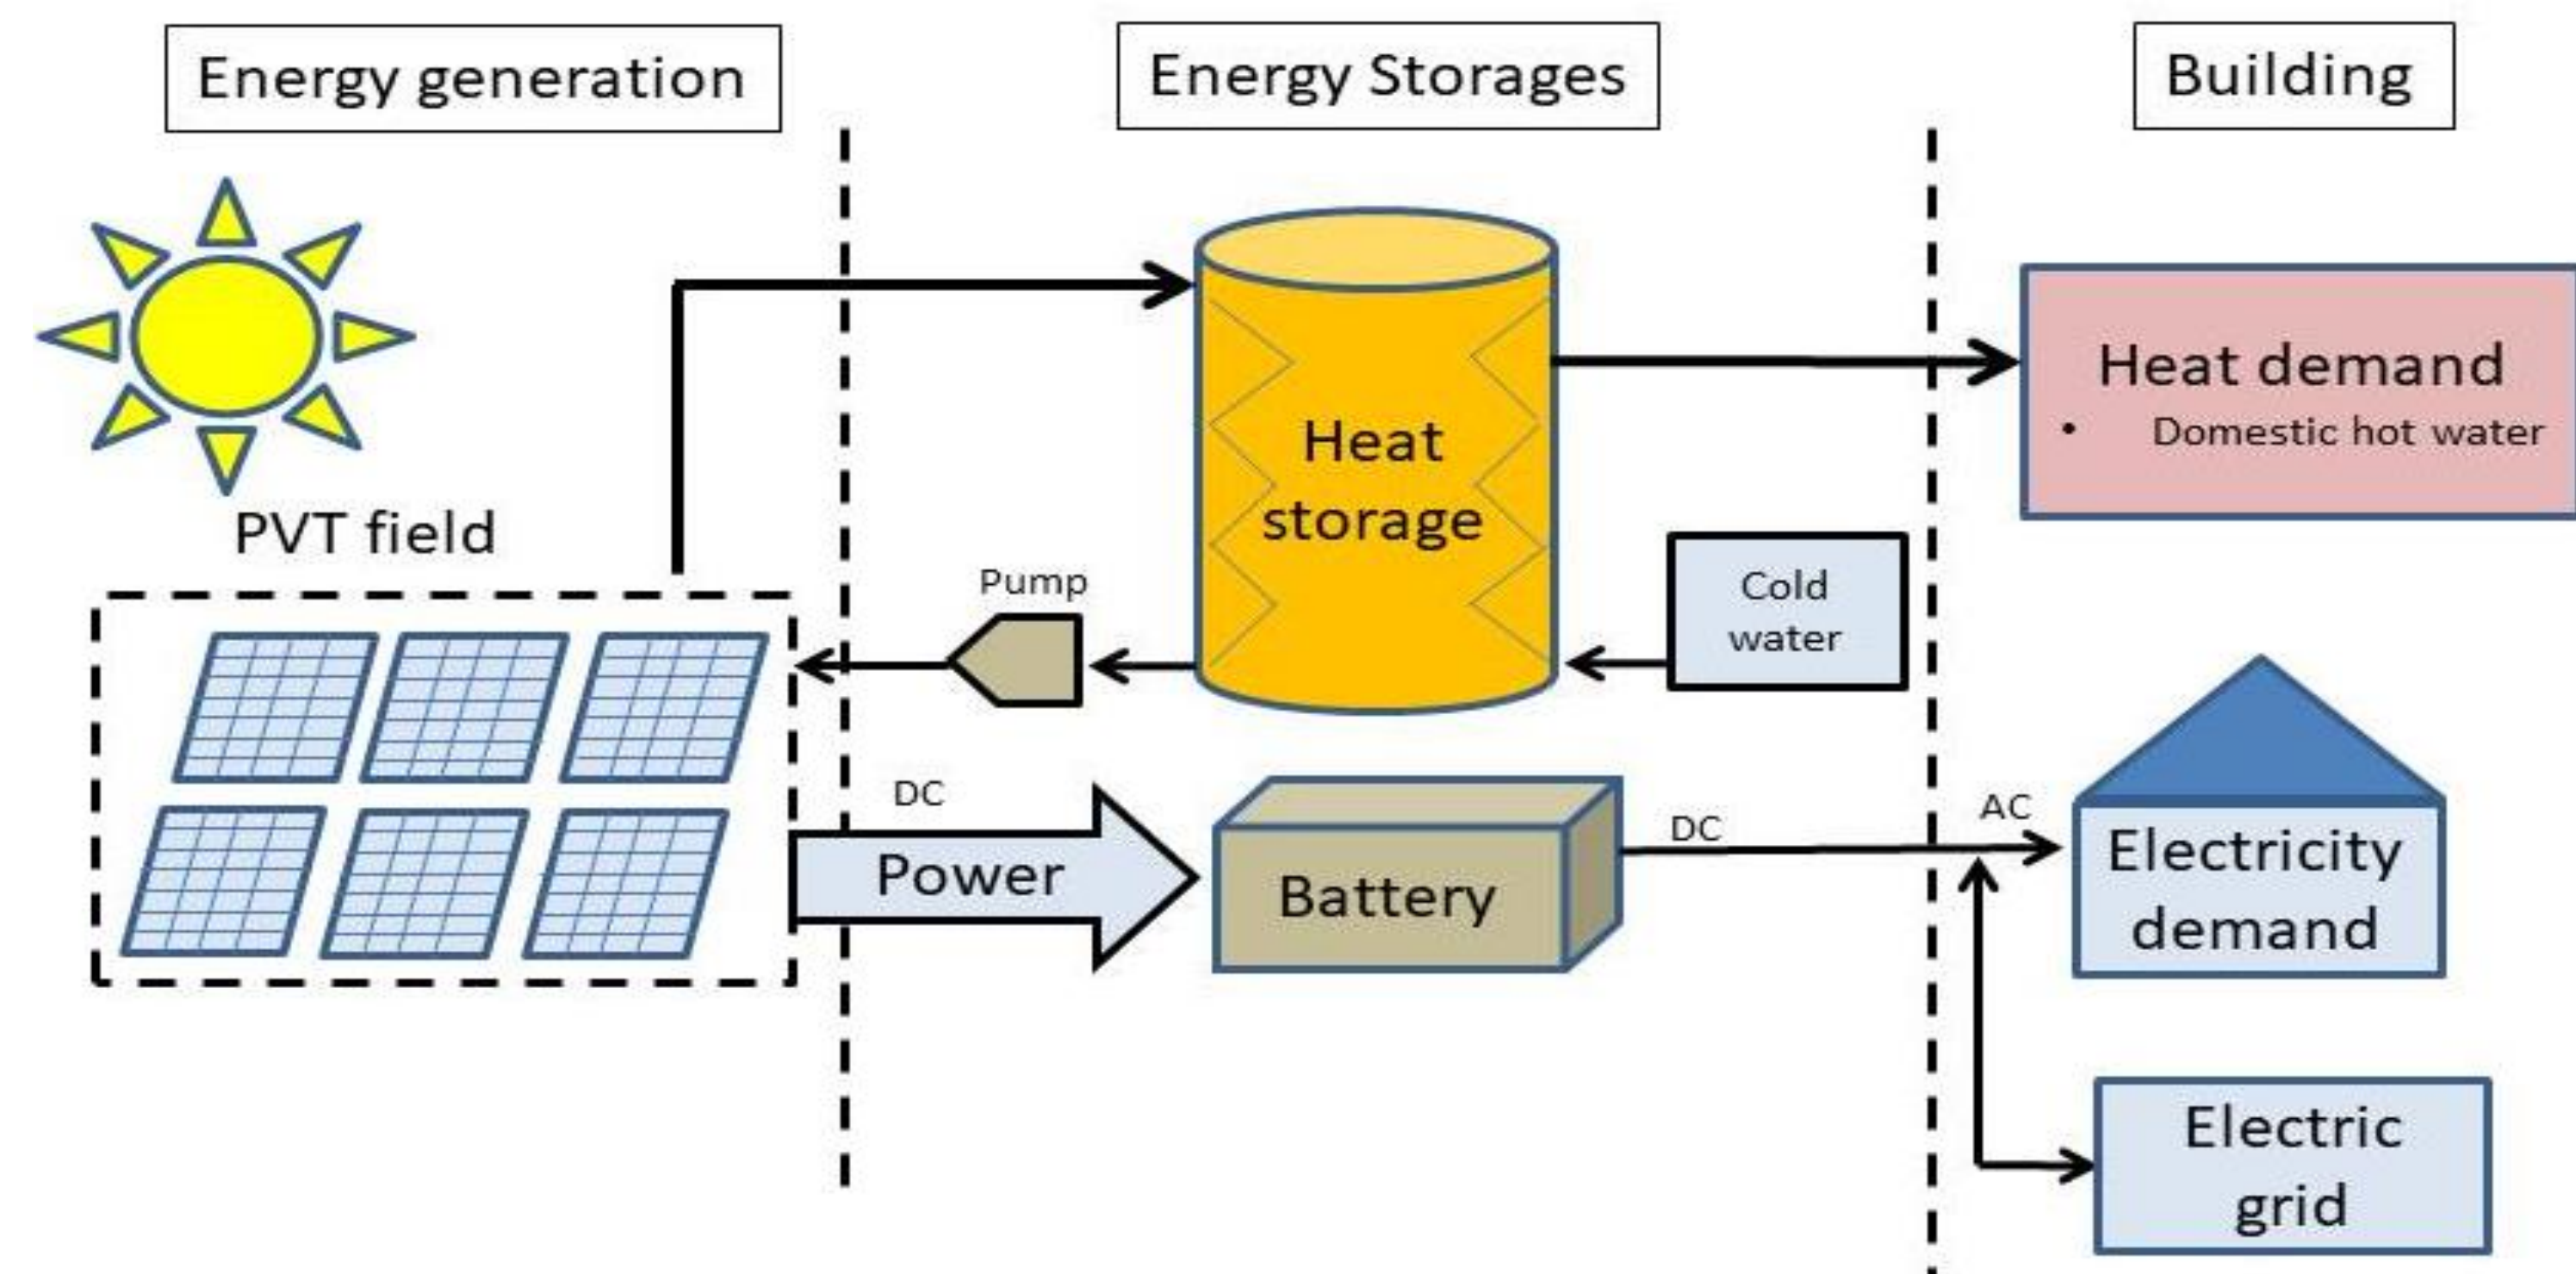 Energy generation
Energy Storages
Building
PVT field
Heat
storage
Heat demand
• Domestic hot water
Pump
Cold
water
DC
Power
Battery
DC
AC
Electricity
demand
Electric
grid